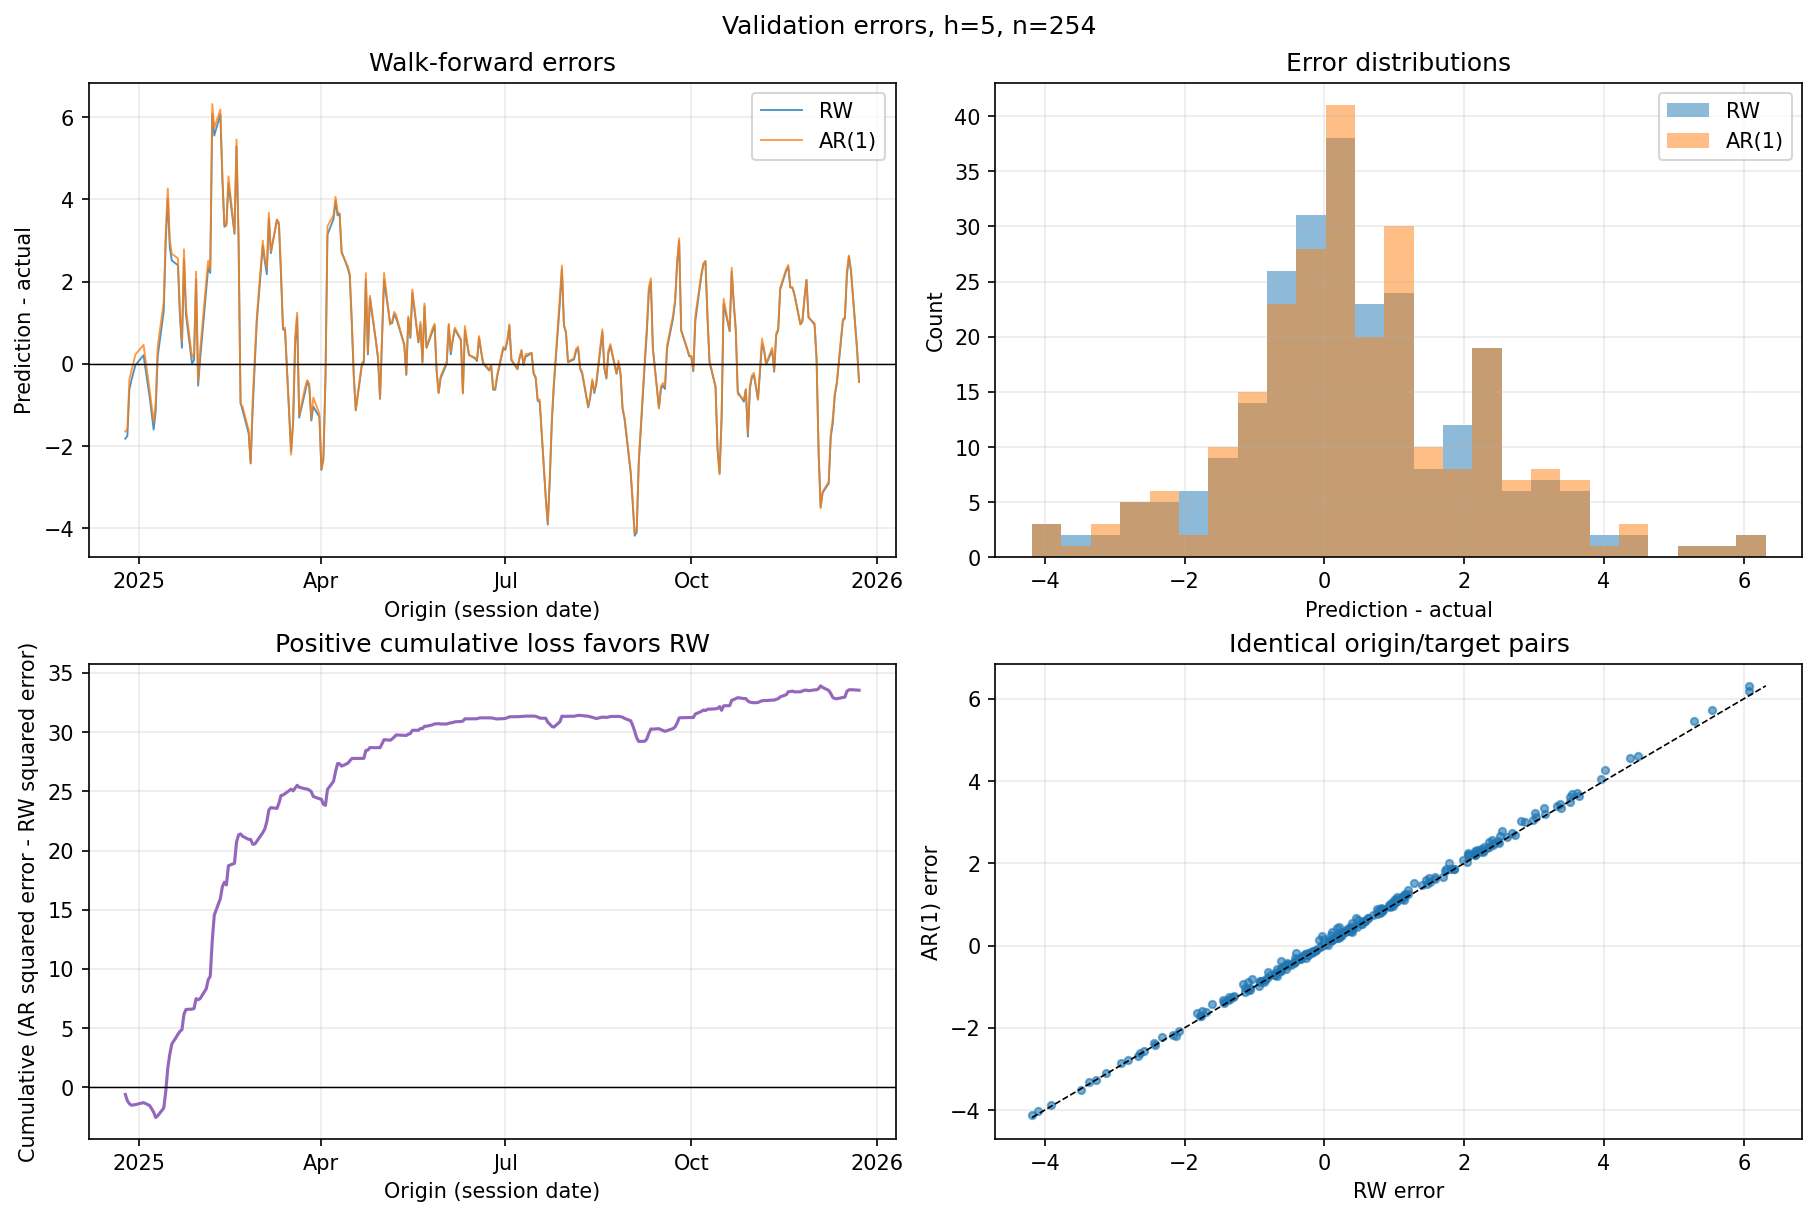 Validation errors, h=5, n=254
Walk-forward errors
RW
AR(1)
6
4
2
0
−2
−4
Prediction - actual
2025
Apr
Jul
Oct
2026
Origin (session date)
Error distributions
RW
AR(1)
40
35
30
25
20
15
10
5
0
Count
−4
−2
0
2
4
6
Prediction - actual
Positive cumulative loss favors RW
35
30
25
20
15
10
5
0
Cumulative (AR squared error - RW squared error)
2025
Apr
Jul
Oct
2026
Origin (session date)
Identical origin/target pairs
6
4
2
0
−2
−4
AR(1) error
−4
−2
0
2
4
6
RW error